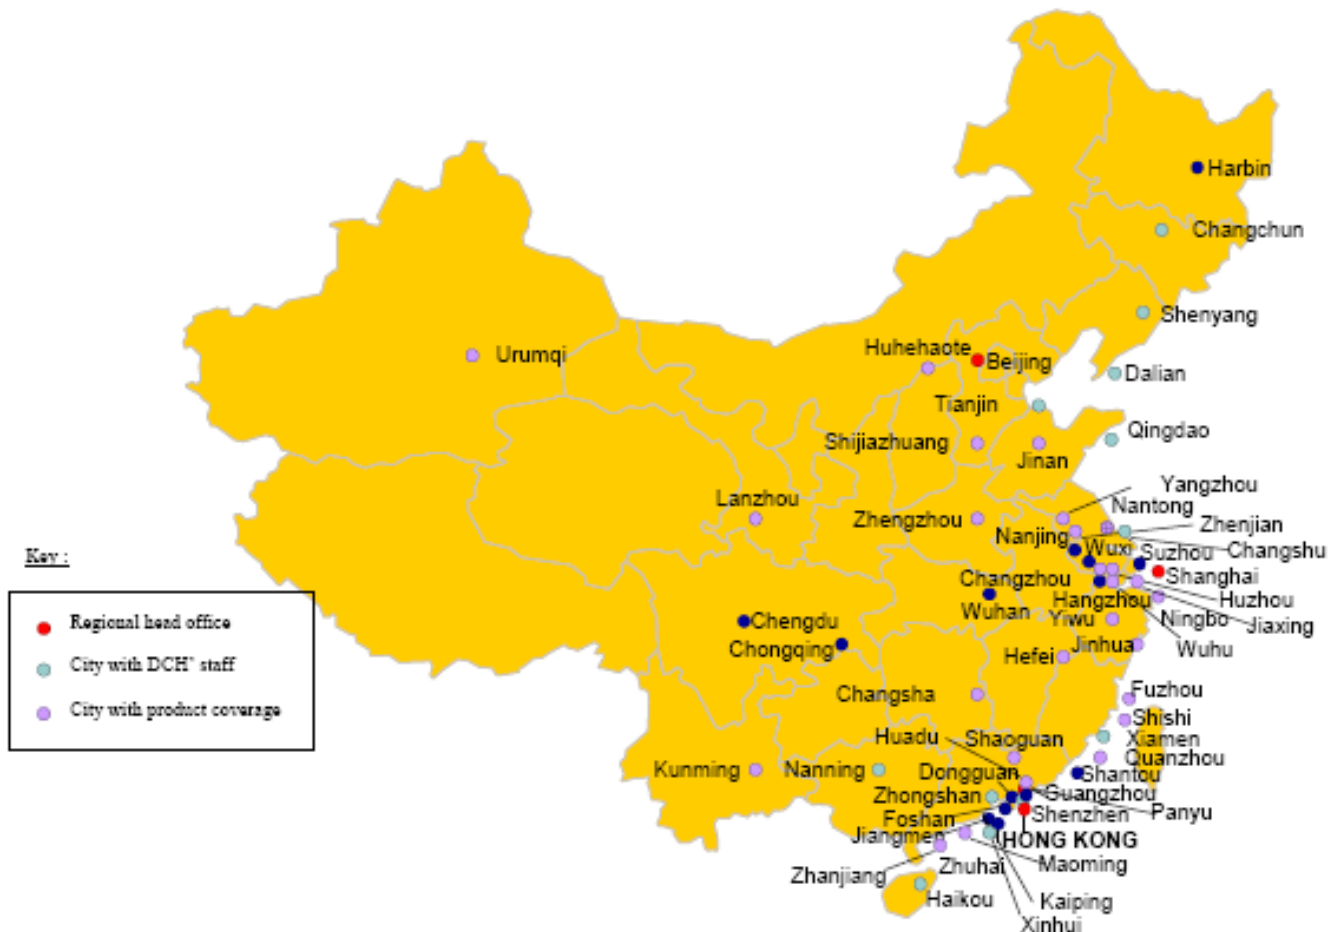 Harbin
Changchun
Shenyang
Huhehaote
Beijing
Urumqi
Dalian
Tianjin
Qingdao
Shijiazhuang
Jinan
Yangzhou
Lanzhou
Nantong
Zhengzhou
Zhenjian
Nanjing
Wuxi
Suzhou
Changshu
Key :
Shanghai
Changzhou
Hangzhou
Huzhou
Wuhan
Yiwu
Ningbo
Jiaxing
Regional head office
Chengdu
Chongqing
Jinhua
Wuhu
Hefei
City with DCH* staff
Changsha
Fuzhou
City with product coverage
Shishi
Huadu
Shaoguan
Xiamen
Quanzhou
Kunming
Nanning
Dongguan
Shantou
Zhongshan
Guangzhou
Foshan
Shenzhen
Panyu
Jiangmen
HONG KONG
Zhanjiang
Zhuhai
Maoming
Haikou
Kaiping
Xinhui